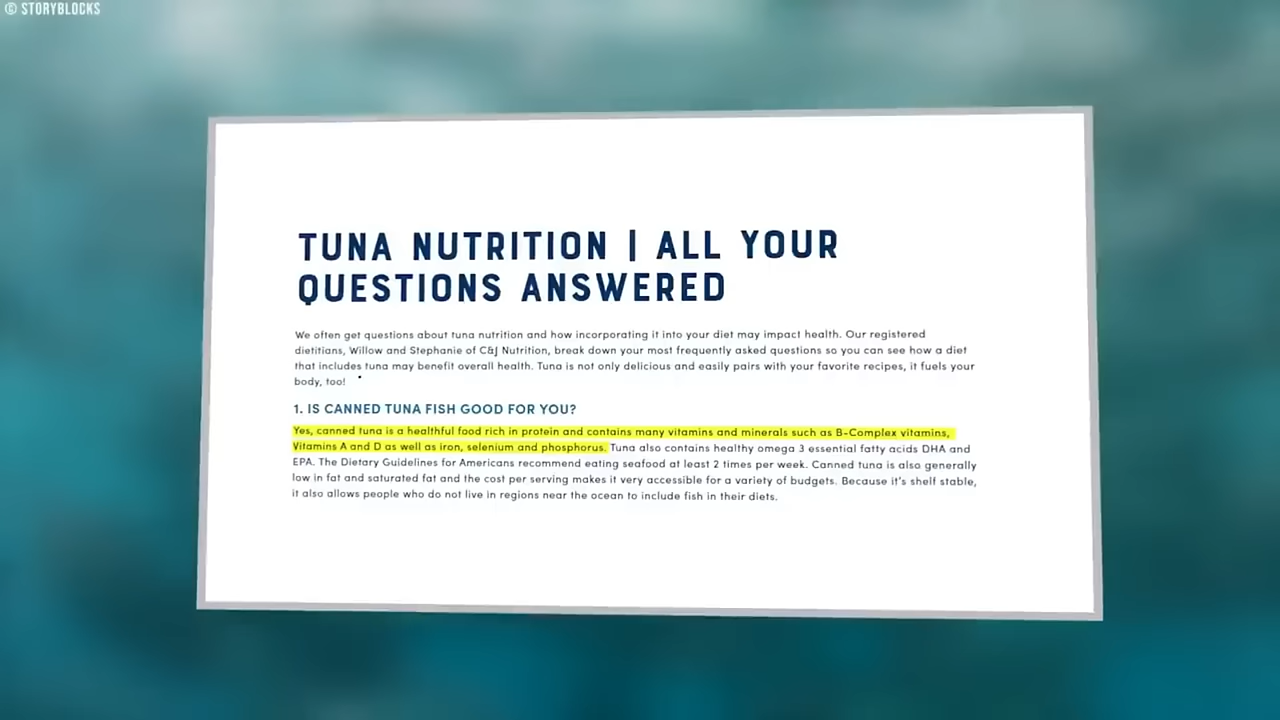 © STORYBLOCKS
TUNA NUTRITION | ALL YOUR
QUESTIONS ANSWERED
We often get questions about tuna nutrition and how incorporating it into your diet may impact health. Our registered
dietitians, Willow and Stephanie of C&J Nutrition, break down your most frequently asked questions so you can see how a diet
that includes tuna may benefit overall health. Tuna is not only delicious and easily pairs with your favorite recipes, it fuels your
body, too!
1. IS CANNED TUNA FISH GOOD FOR YOU?
Yes, canned tuna is a healthful food rich in protein and contains many vitamins and minerals such as B-Complex vitamins,
Vitamins A and D as well as iron, selenium and phosphorus. Tuna also contains healthy omega 3 essential fatty acids DHA and
EPA. The Dietary Guidelines for Americans recommend eating seafood at least 2 times per week. Canned tuna is also generally
low in fat and saturated fat and the cost per serving makes it very accessible for a variety of budgets. Because it's shelf stable,
it also allows people who do not live in regions near the ocean to include fish in their diets.